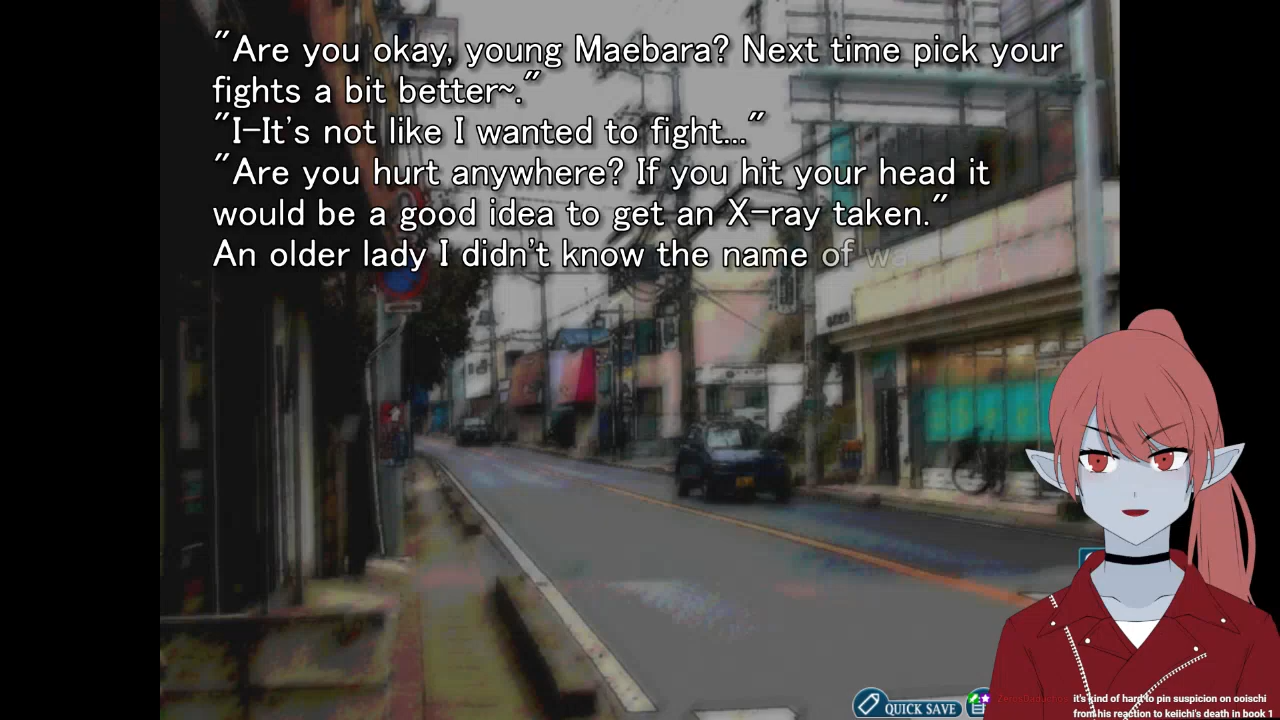 "Are you okay, young Maebara? Next time pick your
fights a bit better~."
"I-It's not like I wanted to fight..."
"Are you hurt anywhere? If you hit your head it
would be a good idea to get an X-ray taken."
An older lady I didn't know the name of wa
QUICK SAVE
it's kind of hard to pin suspicion on ooischi
from his reaction to keiichi's death in book 1